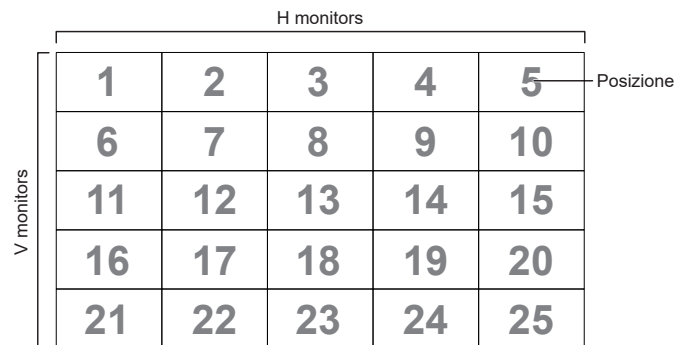 H monitors
1 2 3 4 5 Posizione
6 7 8 9 10
V monitors
11 12 13 14 15
16 17 18 19 20
21 22 23 24 25